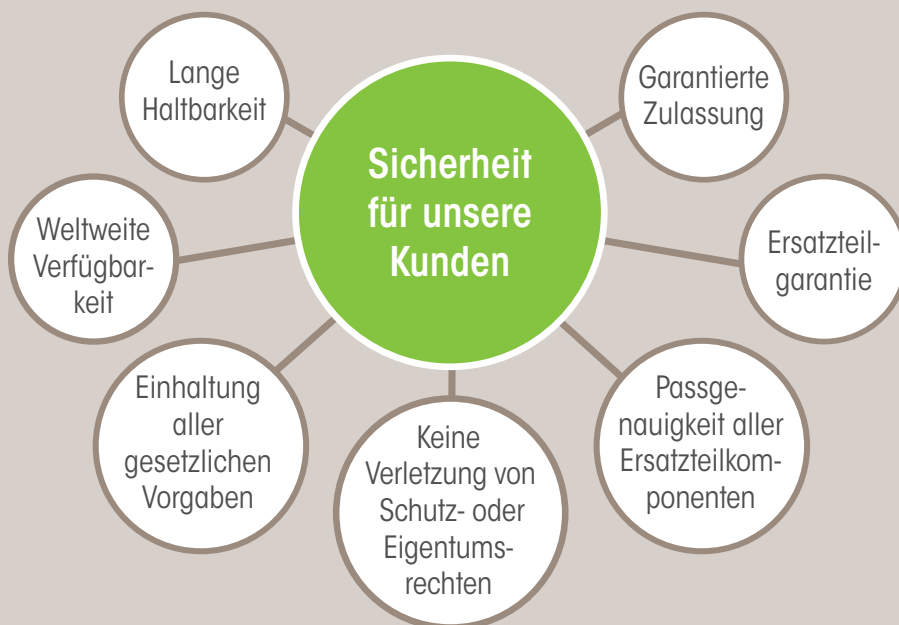 Sicherheit
für unsere
Kunden
Lange
Haltbarkeit
Garantierte
Zulassung
Weltweite
Verfügbar-
keit
Ersatzteil-
garantie
Einhaltung
aller
gesetzlichen
Vorgaben
Keine
Verletzung von
Schutz- oder
Eigentums-
rechten
Passge-
nauigkeit aller
Ersatzteilkom-
ponenten